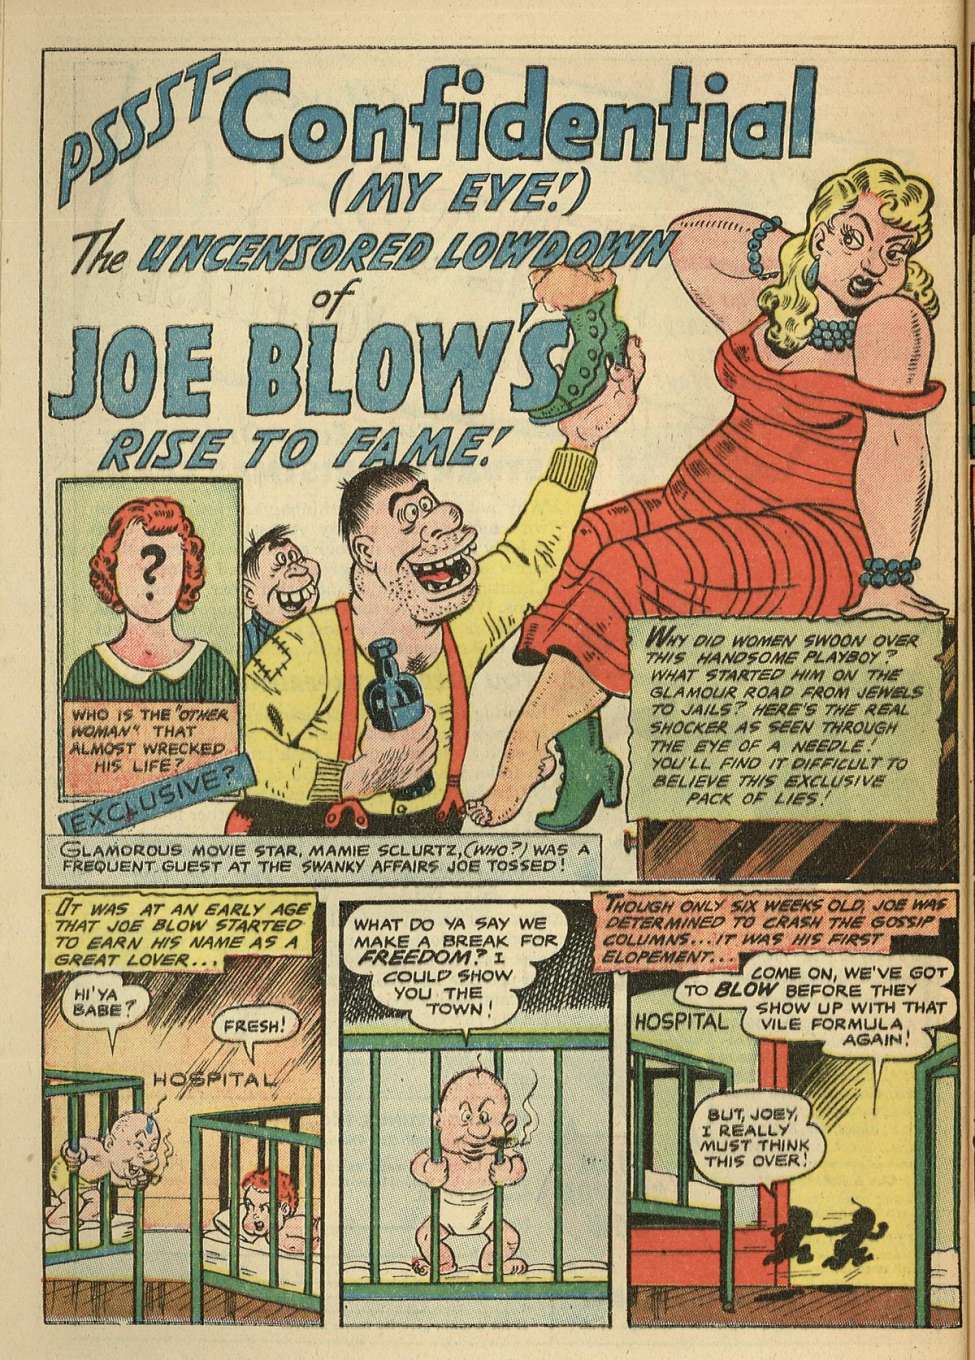 PSSST-Confidential
(MY EYE!)
The UNCENSORED LOWDOWN
of
JOE BLOW'S
RISE TO FAME!
?
WHO IS THE "OTHER
WOMAN" THAT
ALMOST WRECKED
HIS LIFE?
EXCLUSIVE?
WHY DID WOMEN SWOON OVER
THIS HANDSOME PLAYBOY?
WHAT STARTED HIM ON THE
GLAMOUR ROAD FROM JEWELS
TO JAILS? HERE'S THE REAL
SHOCKER AS SEEN THROUGH
THE EYE OF A NEEDLE!
YOU'LL FIND IT DIFFICULT TO
BELIEVE THIS EXCLUSIVE
PACK OF LIES!
GLAMOROUS MOVIE STAR, MAMIE SCLURTZ, (WHO?) WAS A
FREQUENT GUEST AT THE SWANKY AFFAIRS JOE TOSSED!
IT WAS AT AN EARLY AGE
THAT JOE BLOW STARTED
TO EARN HIS NAME AS A
GREAT LOVER...
HI'YA
BABE?
FRESH!
HOSPITAL
WHAT DO YA SAY WE
MAKE A BREAK FOR
FREEDOM? I
COULD SHOW
YOU THE
TOWN!
THOUGH ONLY SIX WEEKS OLD, JOE WAS
DETERMINED TO CRASH THE GOSSIP
COLUMNS... IT WAS HIS FIRST
ELOPEMENT...
COME ON, WE'VE GOT
TO BLOW BEFORE THEY
SHOW UP WITH THAT
VILE FORMULA
AGAIN!
HOSPITAL
BUT, JOEY,
I REALLY
MUST THINK
THIS OVER!